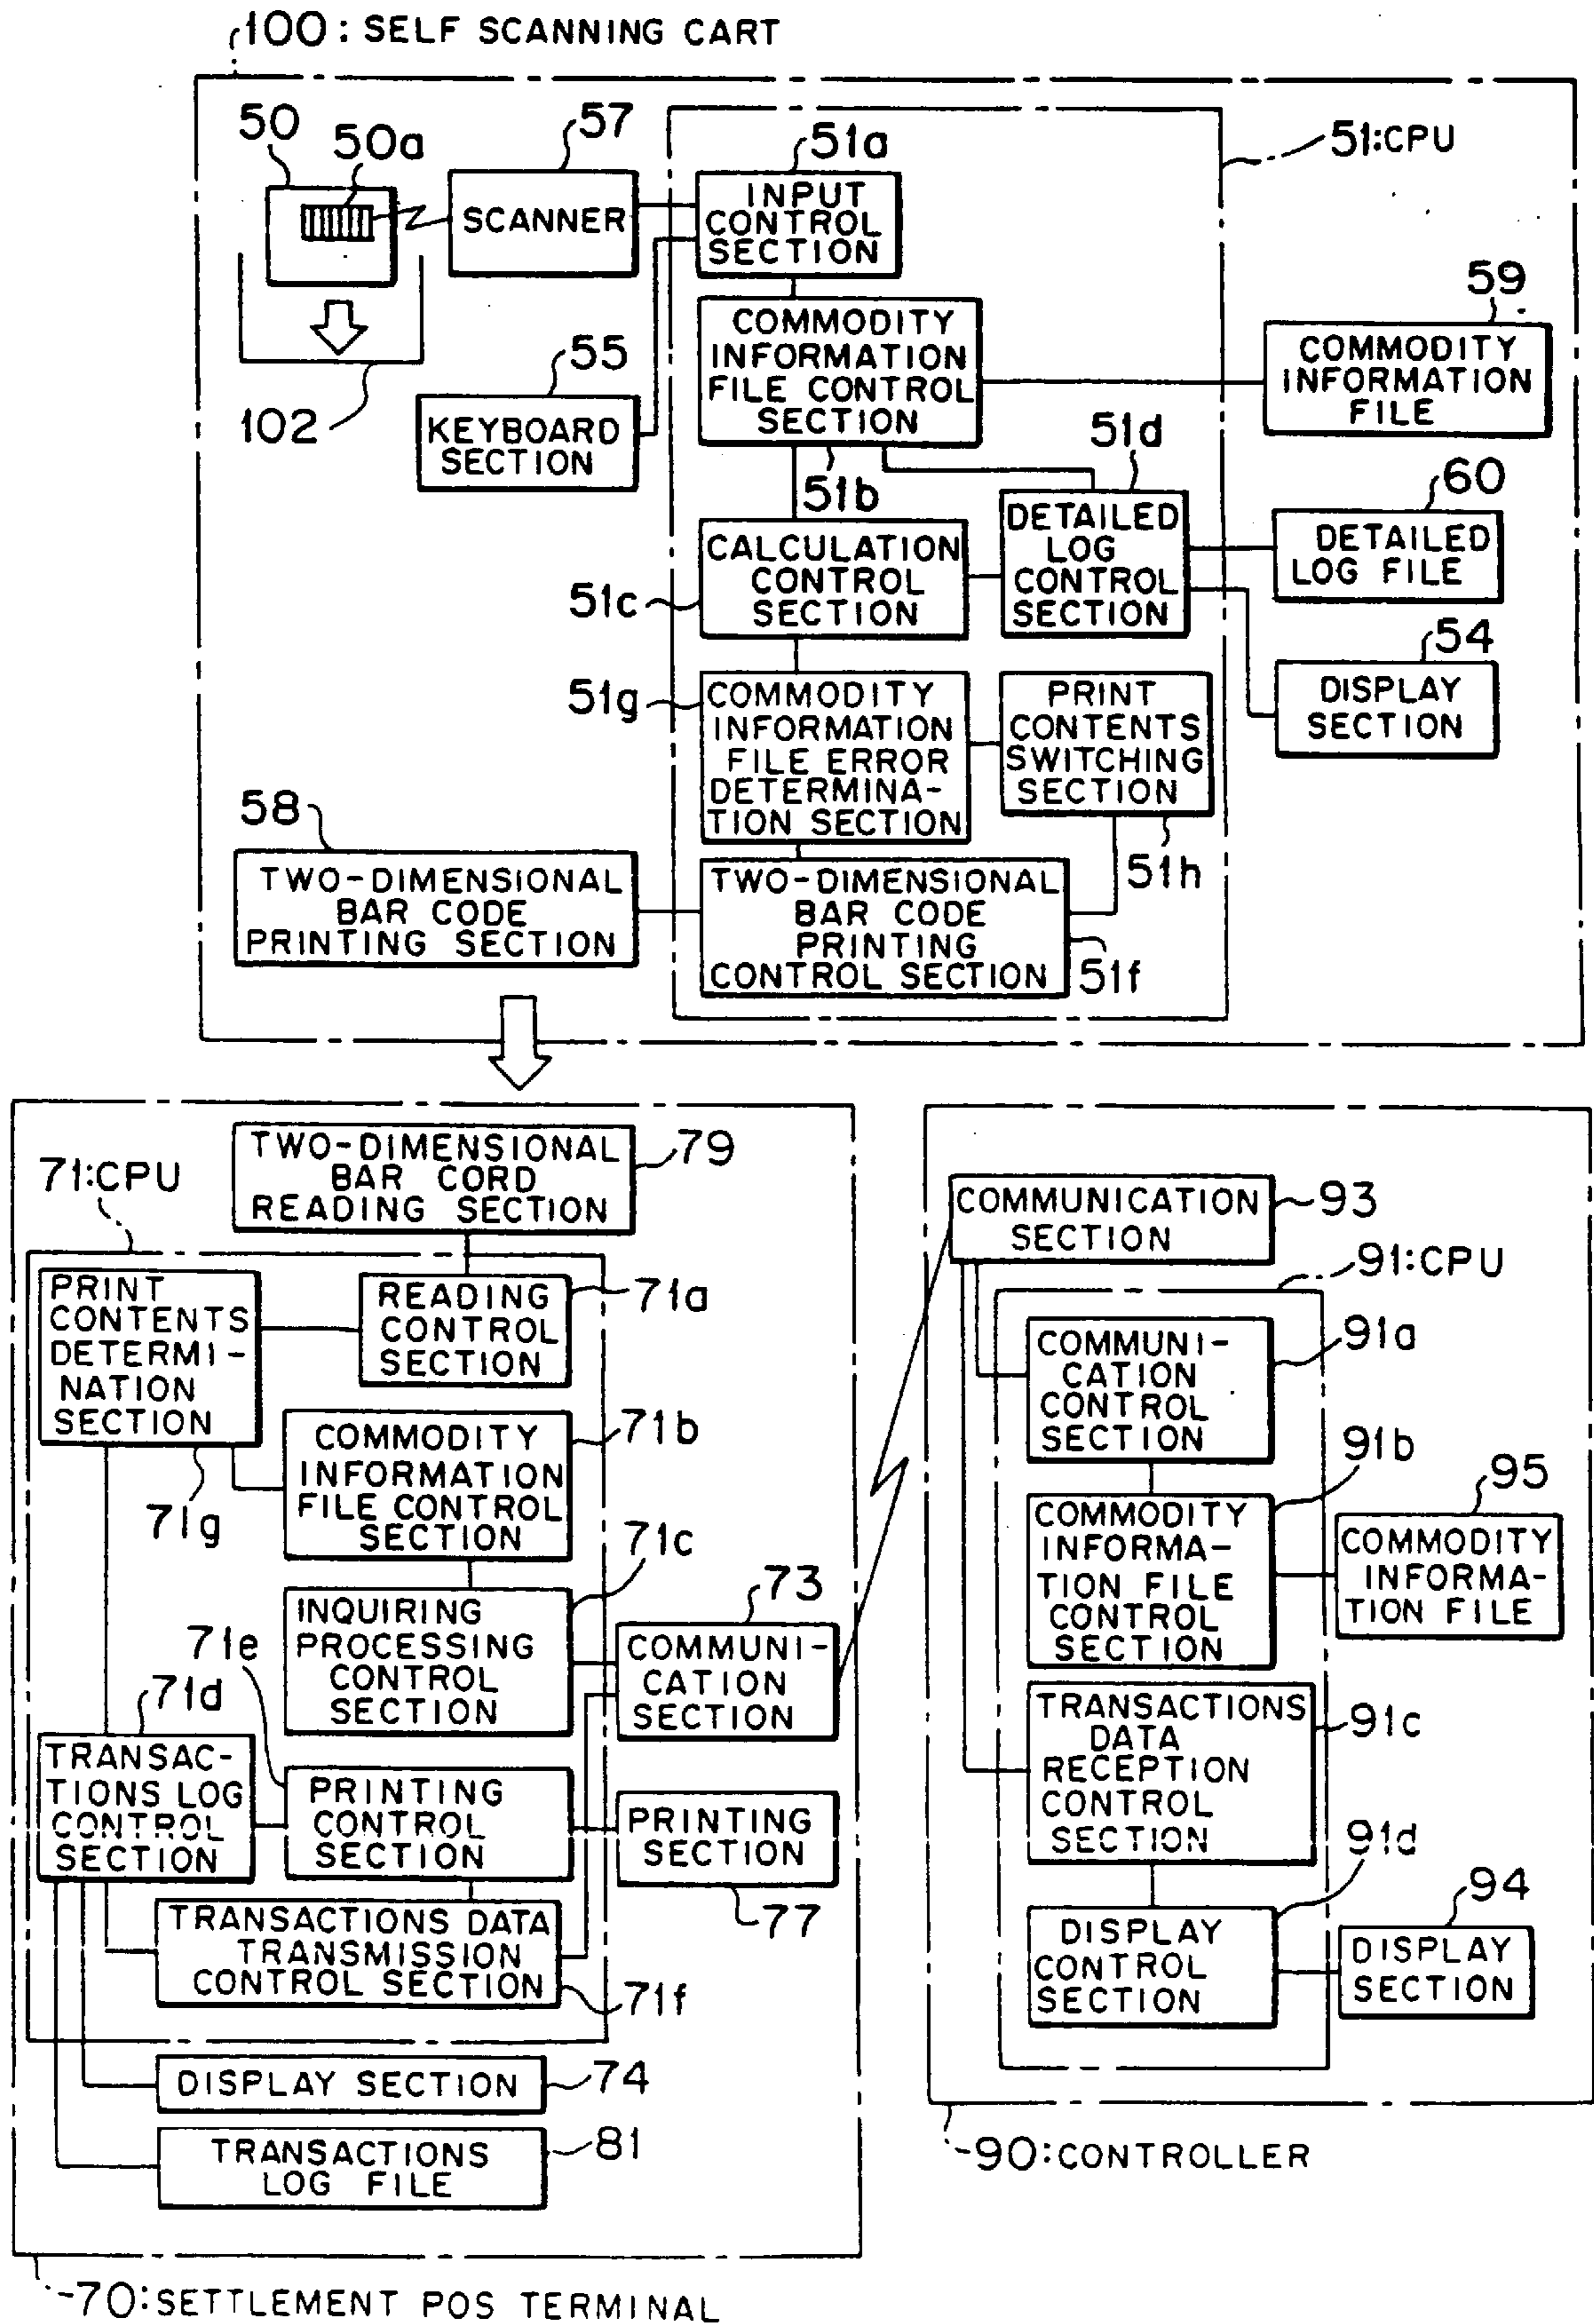 100: SELF SCANNING CART
50
50a
57
SCANNER
51a
INPUT
CONTROL
SECTION
51:CPU
COMMODITY
INFORMATION
FILE CONTROL
SECTION
51b
59
COMMODITY
INFORMATION
FILE
102
55
KEYBOARD
SECTION
51d
DETAILED
LOG
CONTROL
SECTION
60
DETAILED
LOG FILE
51c
CALCULATION
CONTROL
SECTION
54
DISPLAY
SECTION
51g
COMMODITY
INFORMATION
FILE ERROR
DETERMINA-
TION SECTION
PRINT
CONTENTS
SWITCHING
SECTION
51h
58
TWO-DIMENSIONAL
BAR CODE
PRINTING SECTION
TWO-DIMENSIONAL
BAR CODE
PRINTING
CONTROL SECTION
51f
TWO-DIMENSIONAL
BAR CORD
READING SECTION
79
71:CPU
PRINT
CONTENTS
DETERMI-
NATION
SECTION
71g
READING
CONTROL
SECTION
71a
COMMODITY
INFORMATION
FILE CONTROL
SECTION
71b
INQUIRING
PROCESSING
CONTROL
SECTION
71c
73
COMMUNI-
CATION
SECTION
71d
TRANSAC-
TIONS LOG
CONTROL
SECTION
71e
PRINTING
CONTROL
SECTION
PRINTING
SECTION
77
TRANSACTIONS DATA
TRANSMISSION
CONTROL SECTION
71f
DISPLAY SECTION
74
TRANSACTIONS
LOG FILE
81
70:SETTLEMENT POS TERMINAL
COMMUNICATION
SECTION
93
91:CPU
COMMUNI-
CATION
CONTROL
SECTION
91a
91b
COMMODITY
INFORMA-
TION FILE
CONTROL
SECTION
95
COMMODITY
INFORMA-
TION FILE
TRANSACTIONS
DATA
RECEPTION
CONTROL
SECTION
91c
91d
DISPLAY
CONTROL
SECTION
94
DISPLAY
SECTION
90:CONTROLLER